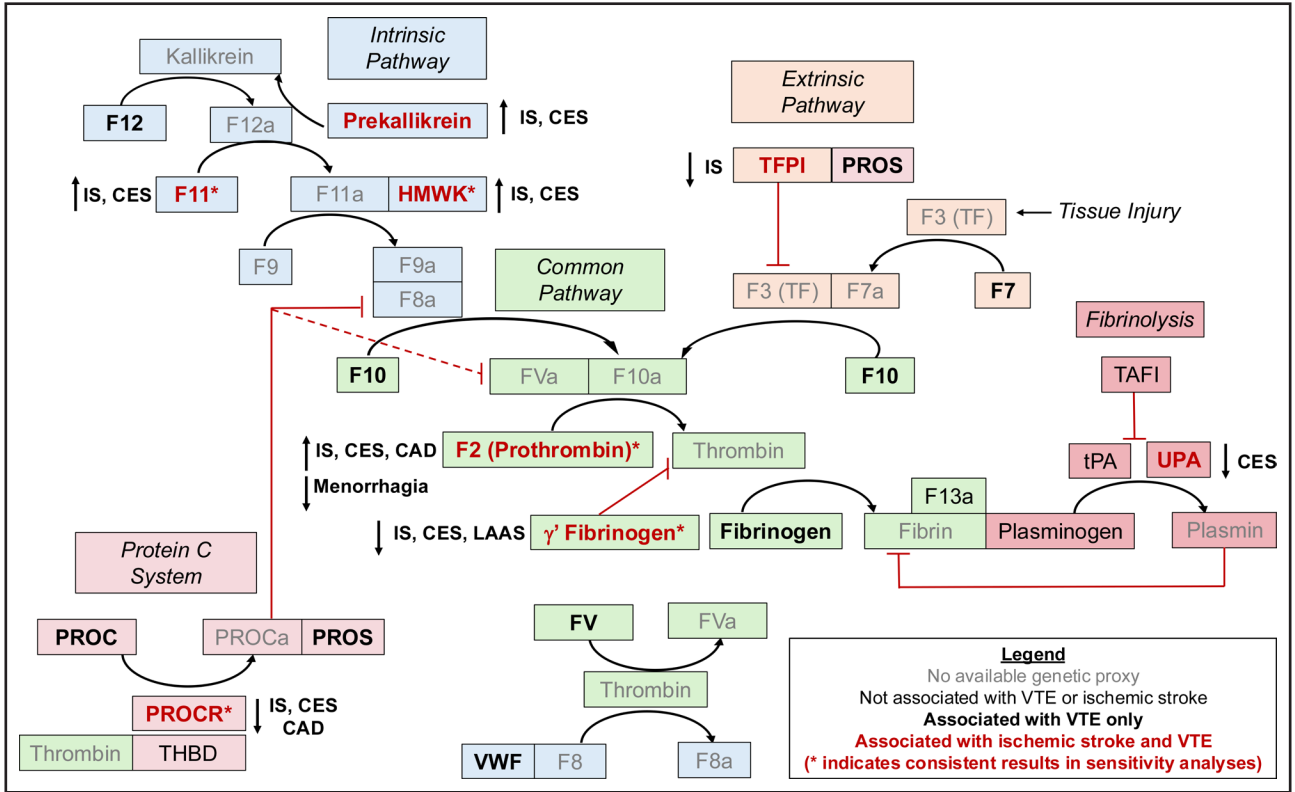 Intrinsic
Pathway
Kallikrein
F12
F12a
Prekallikrein
IS, CES
IS, CES
F11*
F11a
HMWK*
IS, CES
F9
F9a
F8a
Extrinsic
Pathway
IS
TFPI
PROS
F3 (TF)
Tissue Injury
F3 (TF)
F7a
F7
Common
Pathway
F10
FVa
F10a
F10
Fibrinolysis
TAFI
tPA
UPA
CES
IS, CES, CAD
F2 (Prothrombin)*
Thrombin
Menorrhagia
IS, CES, LAAS
γ' Fibrinogen*
Fibrinogen
F13a
Fibrin
Plasminogen
Plasmin
Protein C
System
PROC
PROCa
PROS
PROCR*
IS, CES
CAD
Thrombin
THBD
FV
FVa
Thrombin
VWF
F8
F8a
Legend
No available genetic proxy
Not associated with VTE or ischemic stroke
Associated with VTE only
Associated with ischemic stroke and VTE
(* indicates consistent results in sensitivity analyses)